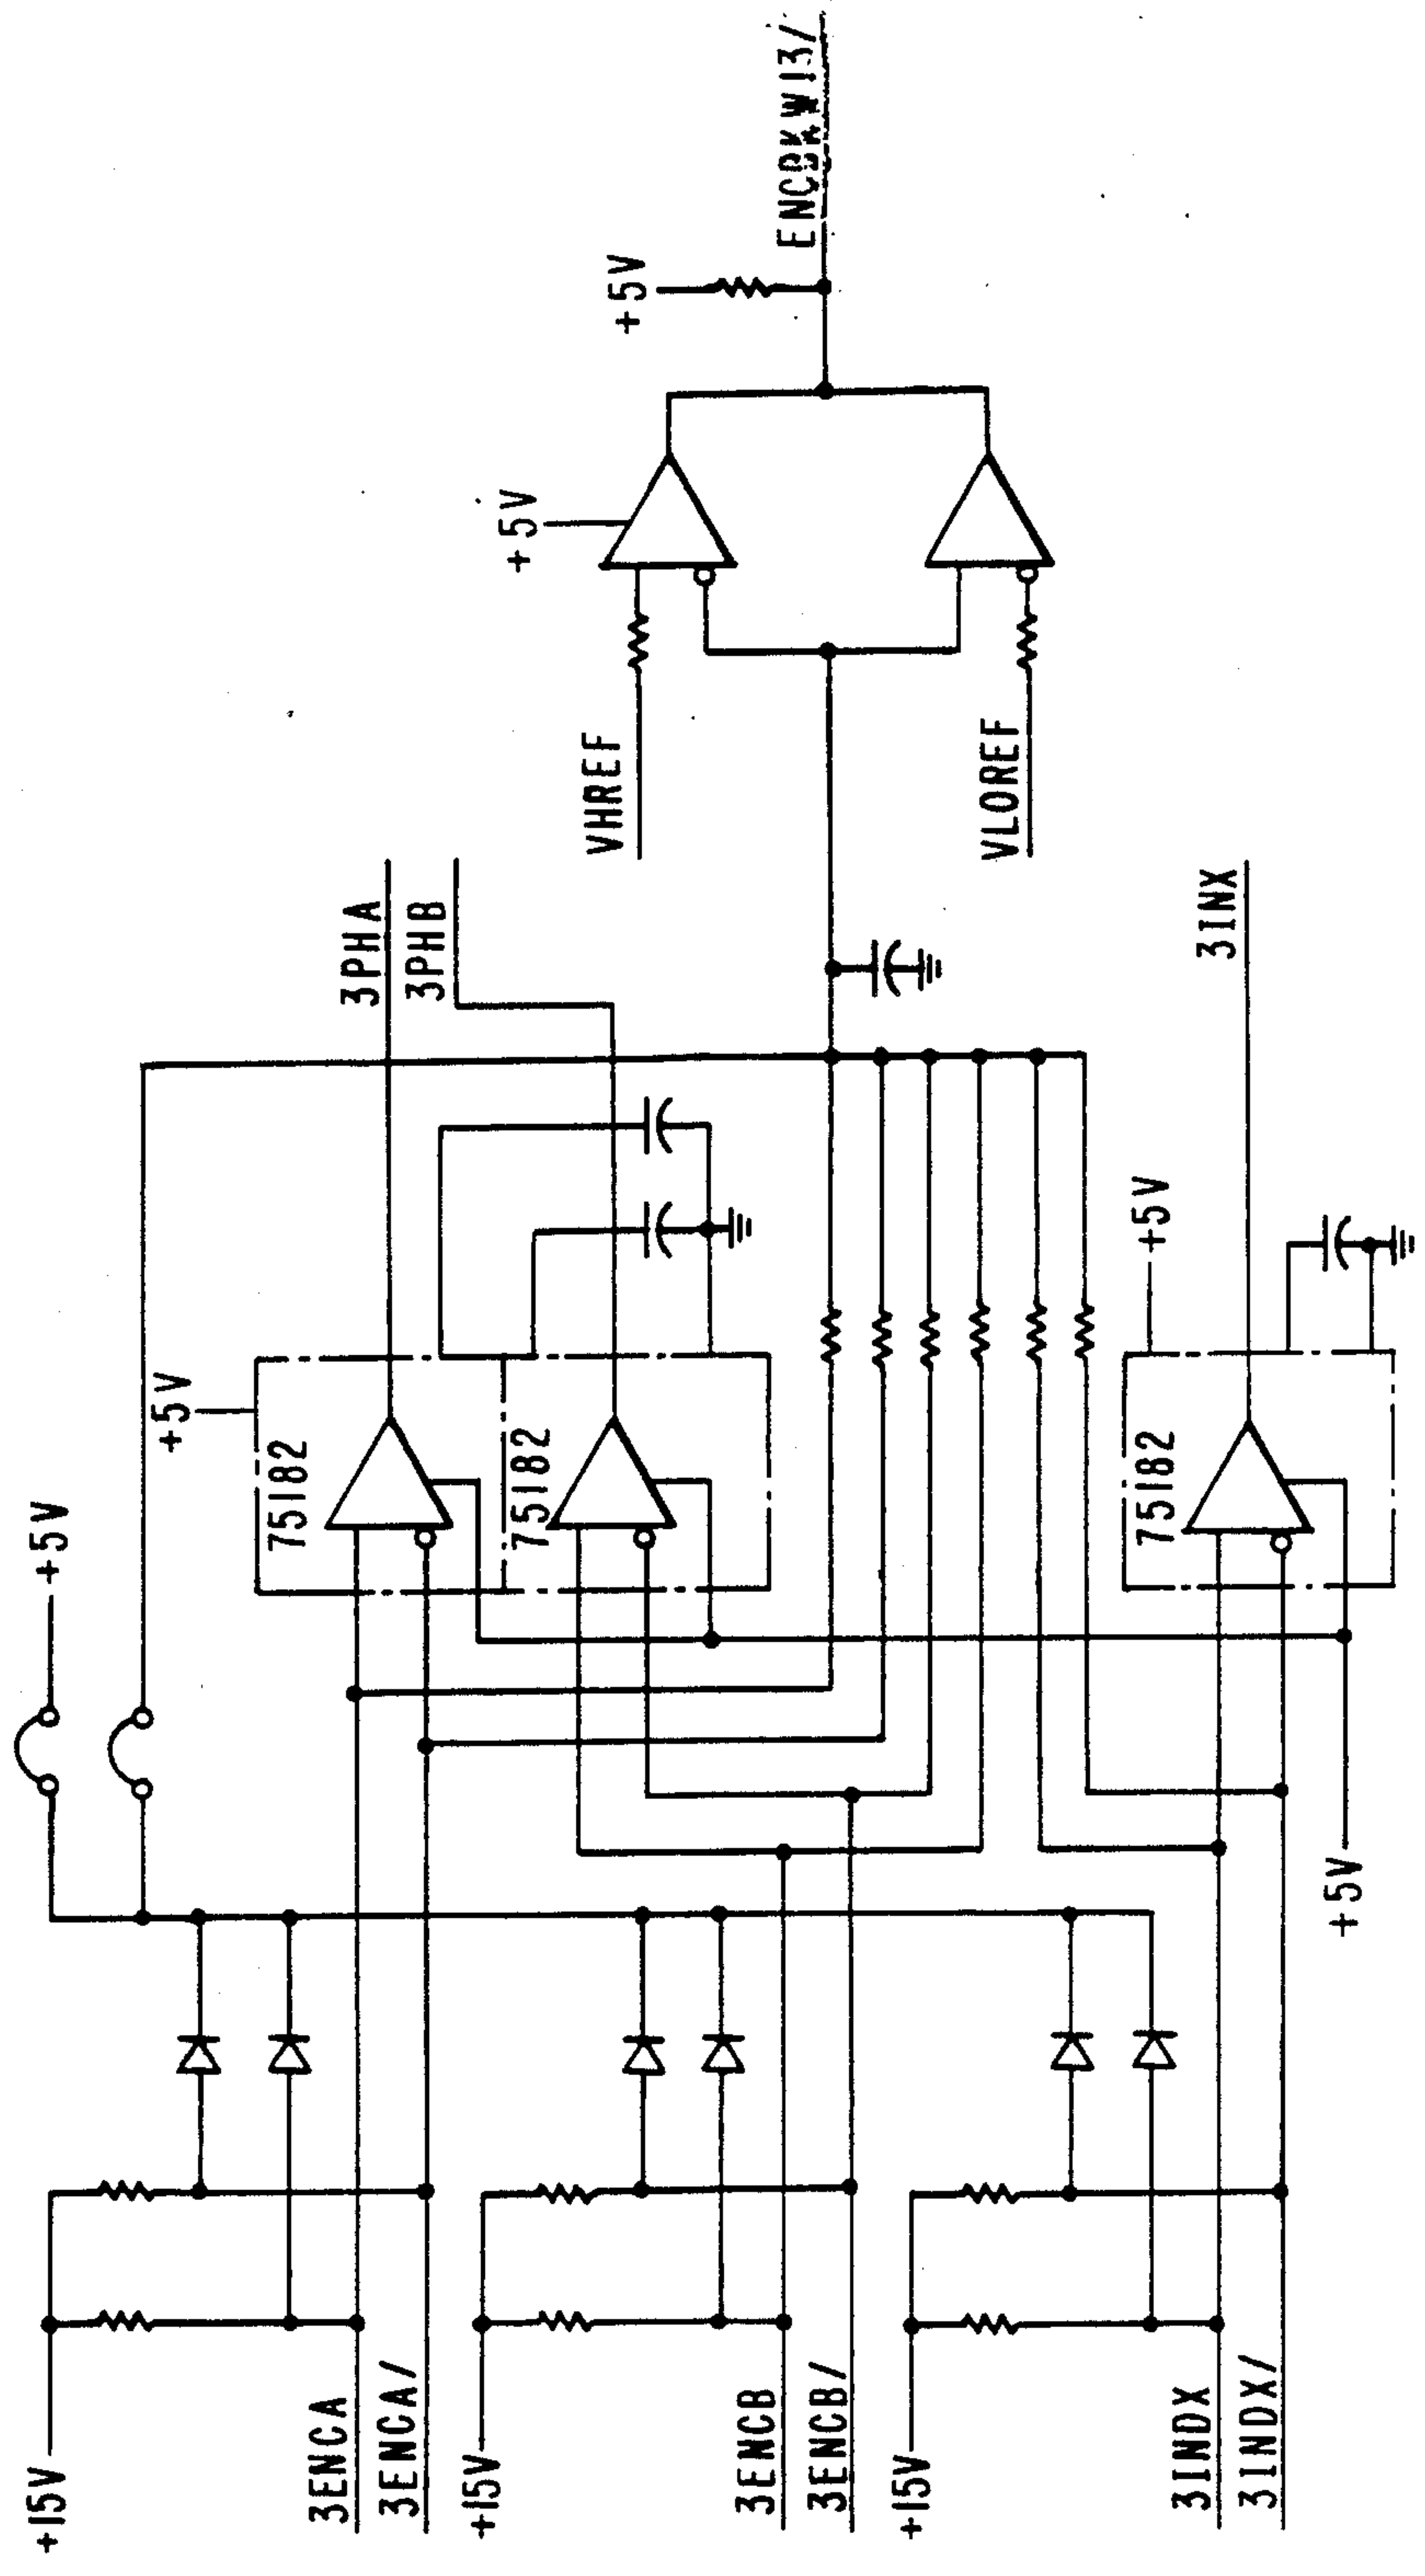 +15V
3ENCA
3ENCA/
+15V
3ENCB
3ENCB/
+15V
3INDX
3INDX/
+5V
+5V
+5V
75182
75182
75182
+5V
3PHA
3PHB
3INX
VHREF
VLOREF
+5V
+5V
ENCBKW13/